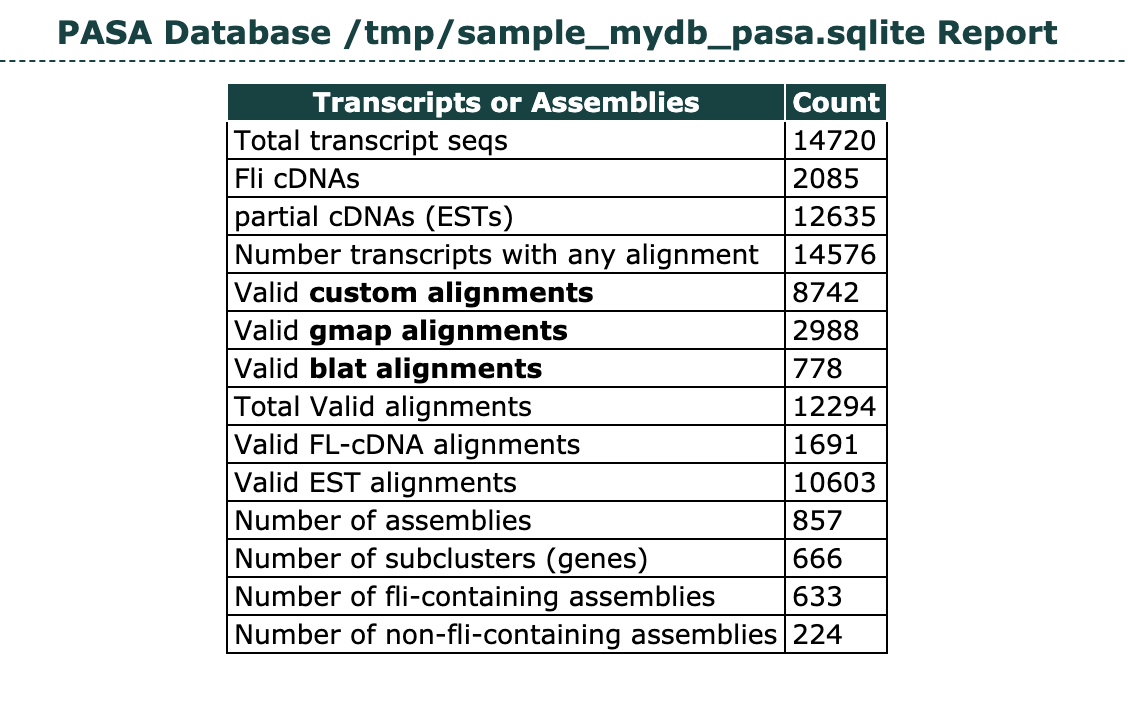 PASA Database /tmp/sample_mydb_pasa.sqlite Report
Transcripts or Assemblies Count
Total transcript seqs 14720
Fli cDNAs 2085
partial cDNAs (ESTs) 12635
Number transcripts with any alignment 14576
Valid custom alignments 8742
Valid gmap alignments 2988
Valid blat alignments 778
Total Valid alignments 12294
Valid FL-cDNA alignments 1691
Valid EST alignments 10603
Number of assemblies 857
Number of subclusters (genes) 666
Number of fli-containing assemblies 633
Number of non-fli-containing assemblies 224